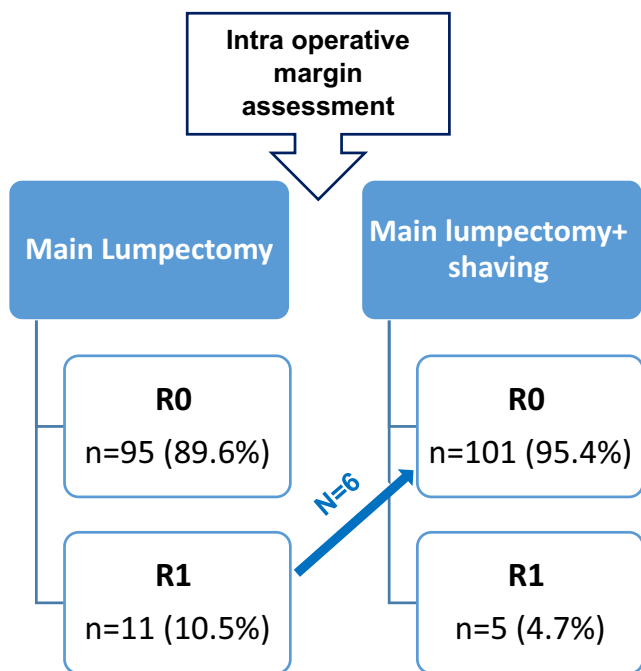 Intra operative
margin
assessment
Main Lumpectomy
Main lumpectomy+
shaving
R0
n=95 (89.6%)
R0
n=101 (95.4%)
N=6
R1
n=11 (10.5%)
R1
n=5 (4.7%)